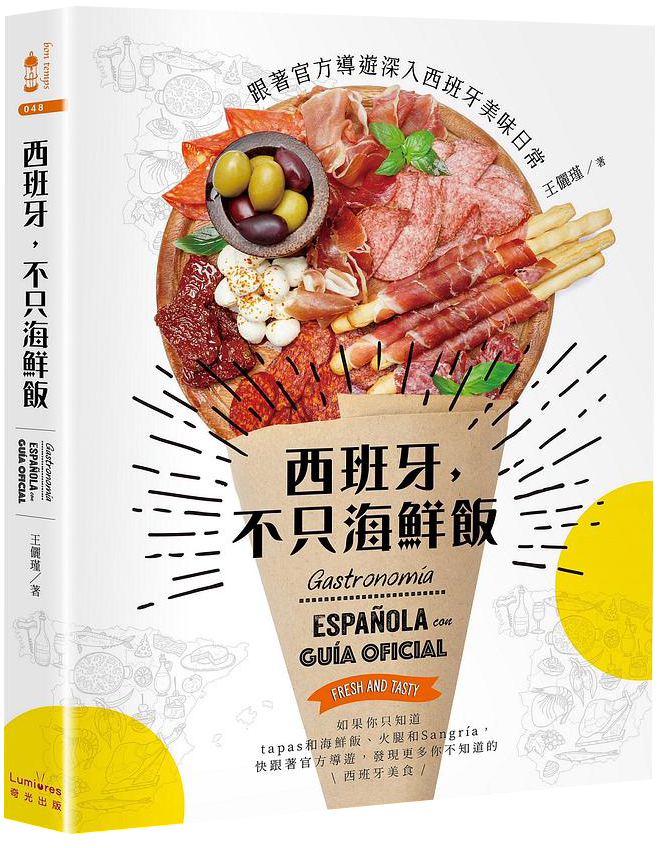 bon temps
048
西班牙，不只海鮮飯
Gastronomía
ESPAÑOLA con
GUÍA OFICIAL
王儷瑾／著
Lumières
奇光出版
跟著官方導遊深入西班牙美味日常
王儷瑾／著
西班牙，
不只海鮮飯
Gastronomía
ESPAÑOLA con
GUÍA OFICIAL
FRESH AND TASTY
如果你只知道
tapas和海鮮飯、火腿和Sangría，
快跟著官方導遊，發現更多你不知道的
\ 西班牙美食 /